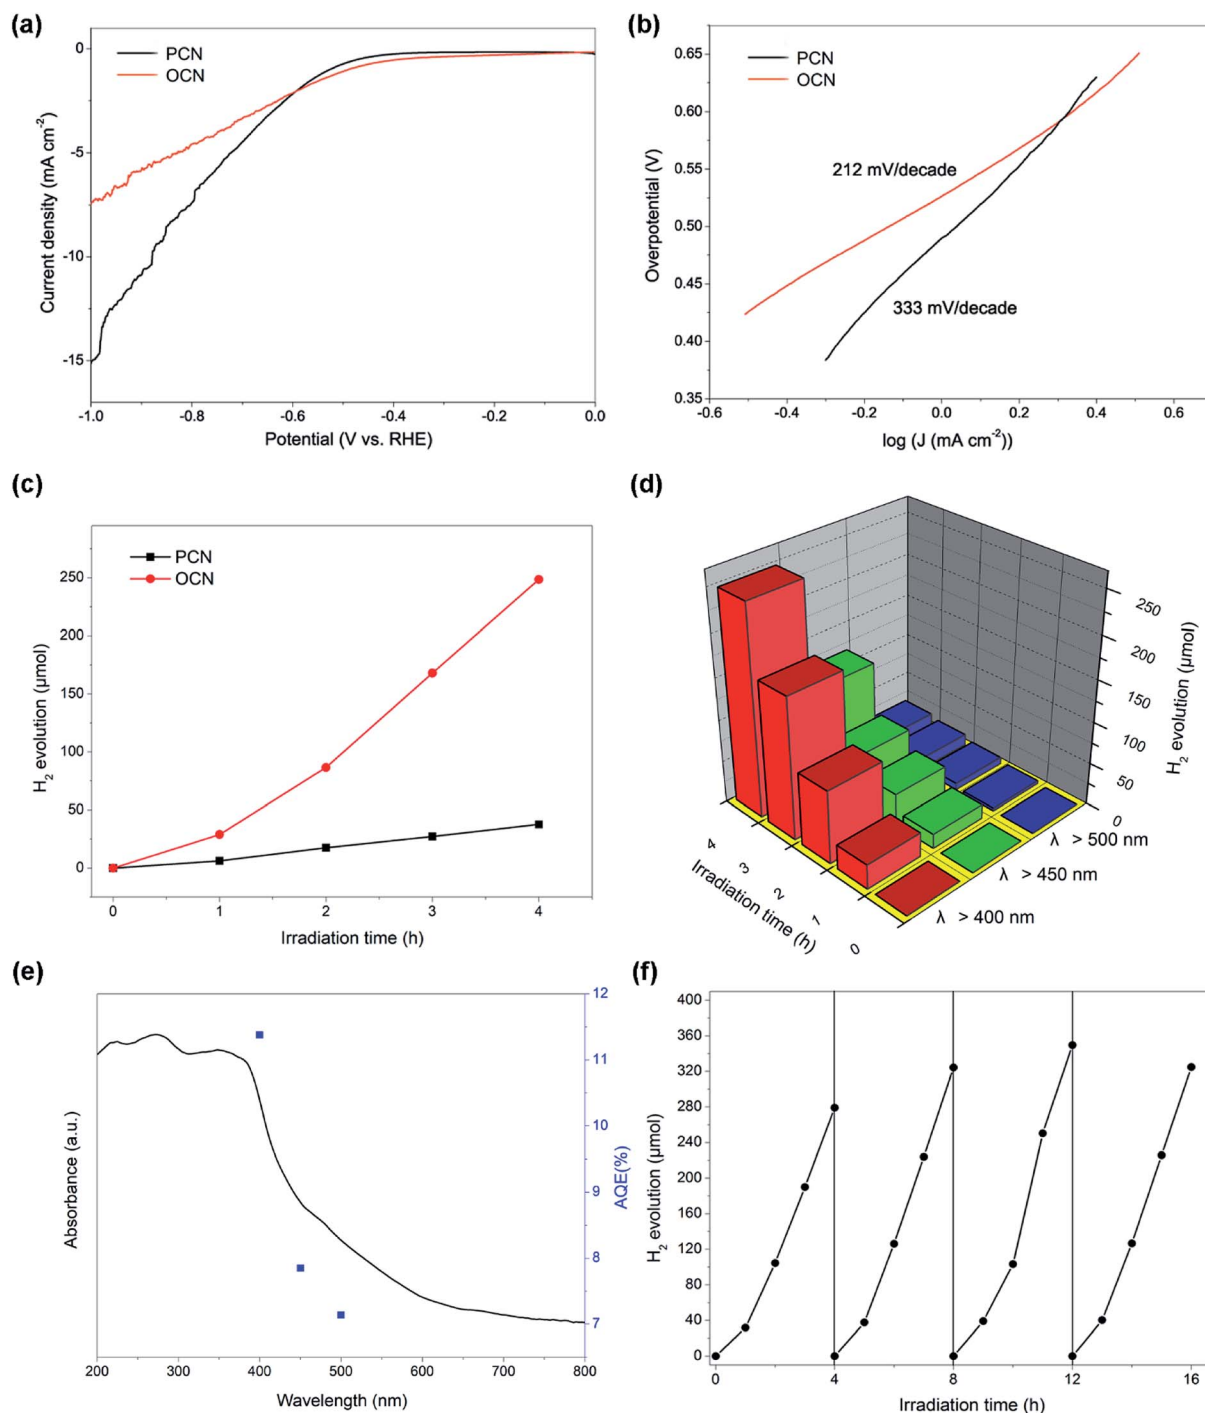 (a)
PCN
OCN
Current density (mA cm⁻²)
0
-5
-10
-15
-1.0 -0.8 -0.6 -0.4 -0.2 0.0
Potential (V vs. RHE)
(b)
PCN
OCN
212 mV/decade
333 mV/decade
Overpotential (V)
0.65
0.60
0.55
0.50
0.45
0.40
0.35
-0.6 -0.4 -0.2 0.0 0.2 0.4 0.6
log (J (mA cm⁻²))
(c)
PCN
OCN
H₂ evolution (µmol)
250
200
150
100
50
0
0 1 2 3 4
Irradiation time (h)
(d)
250
200
150
100
50
0
H₂ evolution (µmol)
4
3
2
1
0
Irradiation time (h)
λ > 500 nm
λ > 450 nm
λ > 400 nm
(e)
Absorbance (a.u.)
12
11
10
9
8
7
AQE(%)
200 300 400 500 600 700 800
Wavelength (nm)
(f)
H₂ evolution (µmol)
400
360
320
280
240
200
160
120
80
40
0
0 4 8 12 16
Irradiation time (h)